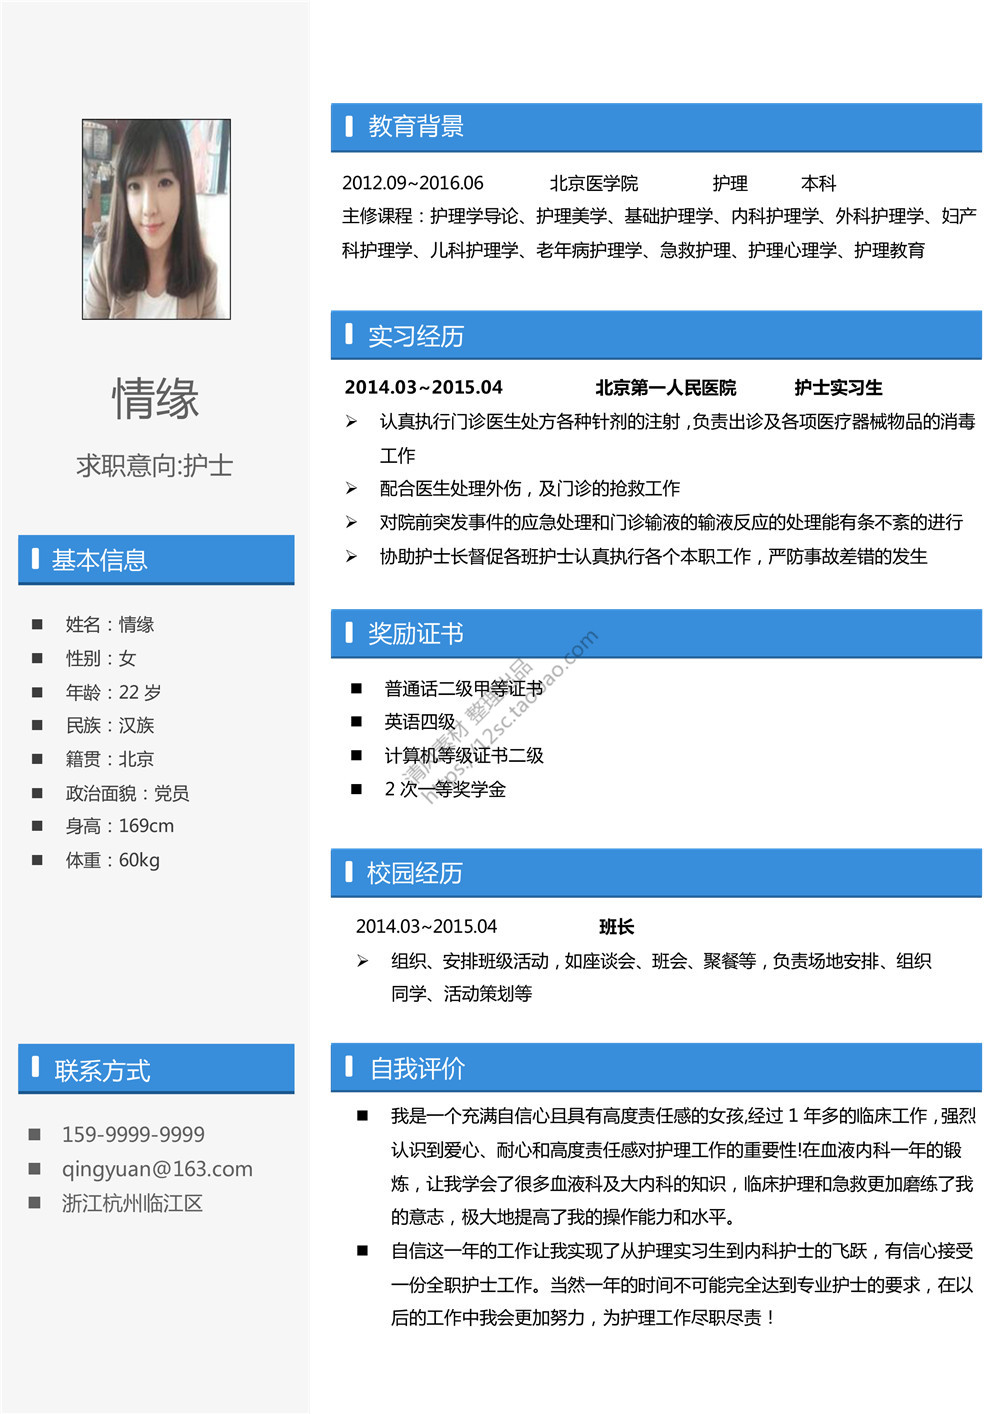 情缘
求职意向:护士
基本信息
姓名：情缘
性别：女
年龄：22 岁
民族：汉族
籍贯：北京
政治面貌：党员
身高：169cm
体重：60kg
联系方式
159-9999-9999
qingyuan@163.com
浙江杭州临江区
教育背景
2012.09~2016.06 北京医学院 护理 本科
主修课程：护理学导论、护理美学、基础护理学、内科护理学、外科护理学、妇产
科护理学、儿科护理学、老年病护理学、急救护理、护理心理学、护理教育
实习经历
2014.03~2015.04 北京第一人民医院 护士实习生
认真执行门诊医生处方各种针剂的注射,负责出诊及各项医疗器械物品的消毒
工作
配合医生处理外伤，及门诊的抢救工作
对院前突发事件的应急处理和门诊输液的输液反应的处理能有条不紊的进行
协助护士长督促各班护士认真执行各个本职工作，严防事故差错的发生
奖励证书
普通话二级甲等证书
英语四级
计算机等级证书二级
2 次一等奖学金
https://12sc.taobao.com
校园经历
2014.03~2015.04 班长
组织、安排班级活动，如座谈会、班会、聚餐等，负责场地安排、组织
同学、活动策划等
自我评价
我是一个充满自信心且具有高度责任感的女孩,经过 1 年多的临床工作，强烈
认识到爱心、耐心和高度责任感对护理工作的重要性!在血液内科一年的锻
炼，让我学会了很多血液科及大内科的知识，临床护理和急救更加磨练了我
的意志，极大地提高了我的操作能力和水平。
自信这一年的工作让我实现了从护理实习生到内科护士的飞跃，有信心接受
一份全职护士工作。当然一年的时间不可能完全达到专业护士的要求，在以
后的工作中我会更加努力，为护理工作尽职尽责！